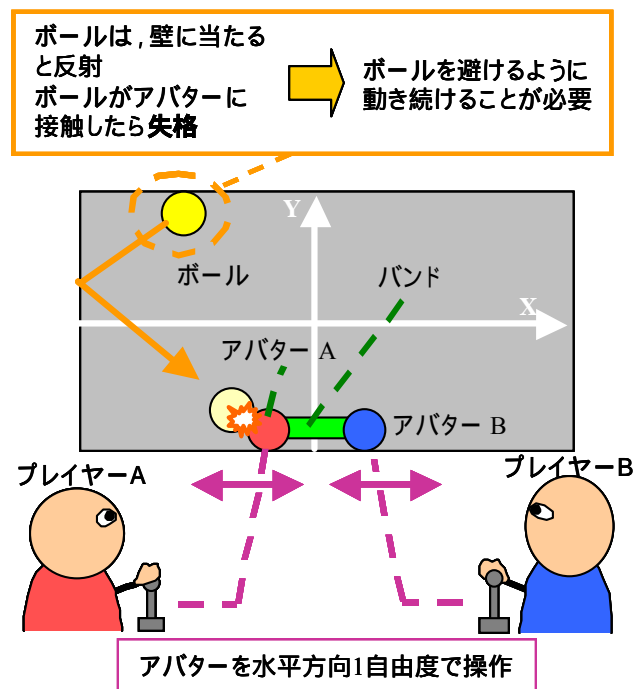 ボールは,壁に当たる
と反射
ボールがアバターに
接触したら失格
ボールを避けるように
動き続けることが必要
Y
ボール
バンド
X
アバター A
アバター B
プレイヤーA
プレイヤーB
アバターを水平方向1自由度で操作